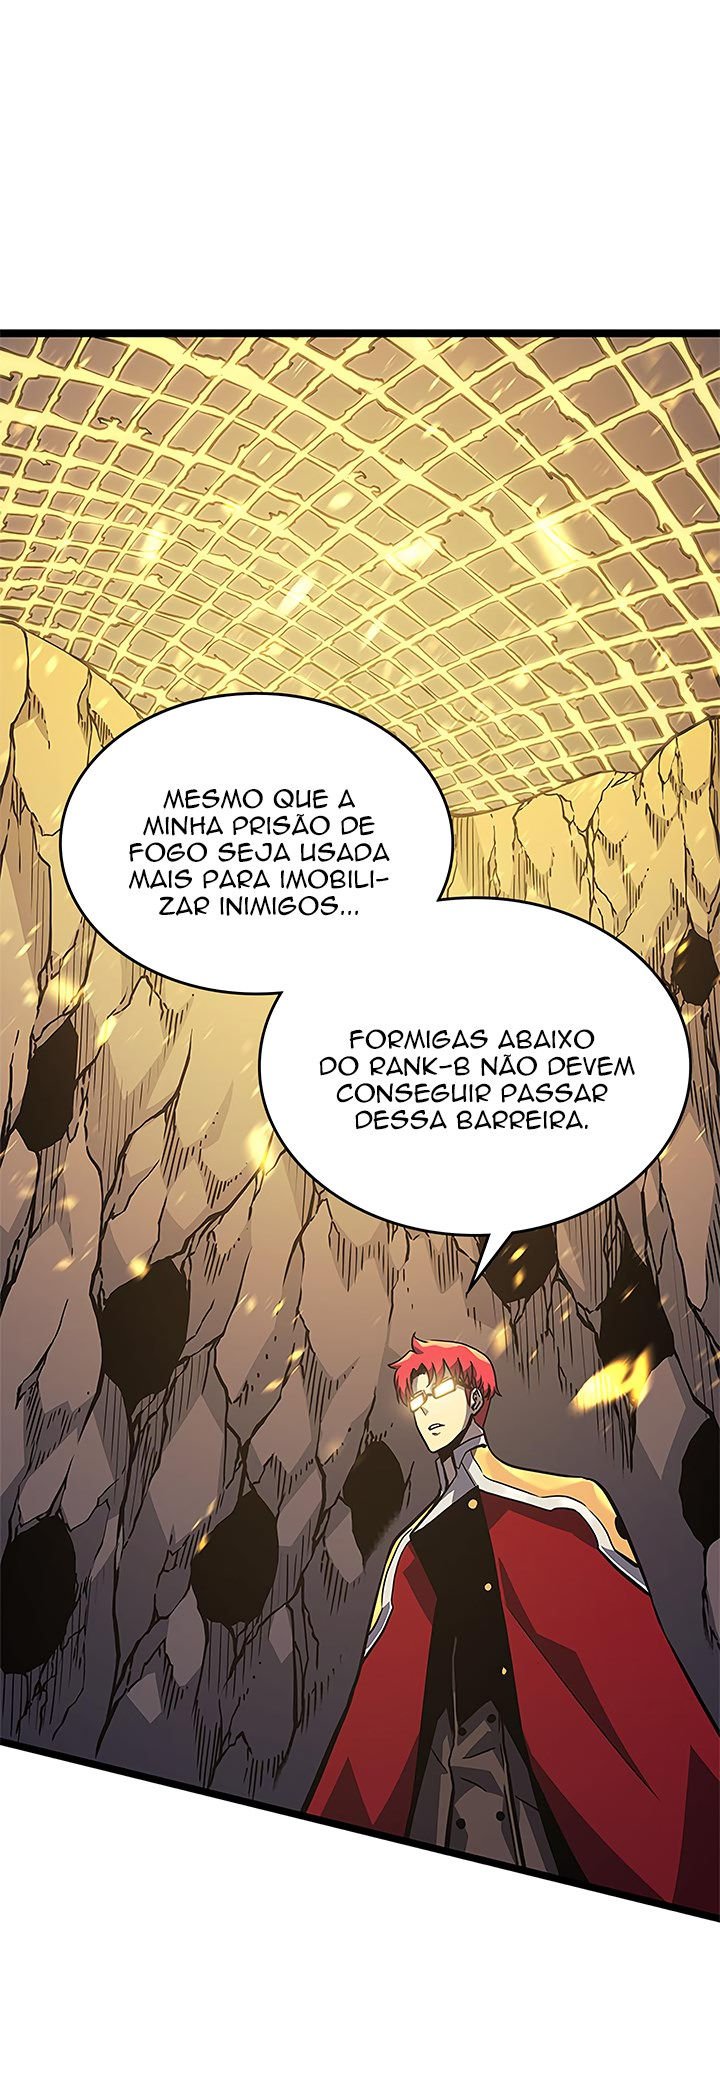 MESMO QUE A
MINHA PRISÃO DE
FOGO SEJA USADA
MAIS PARA IMOBILI-
ZAR INIMIGOS...
FORMIGAS ABAIXO
DO RANK-B NÃO DEVEM
CONSEGUIR PASSAR
DESSA BARREIRA.